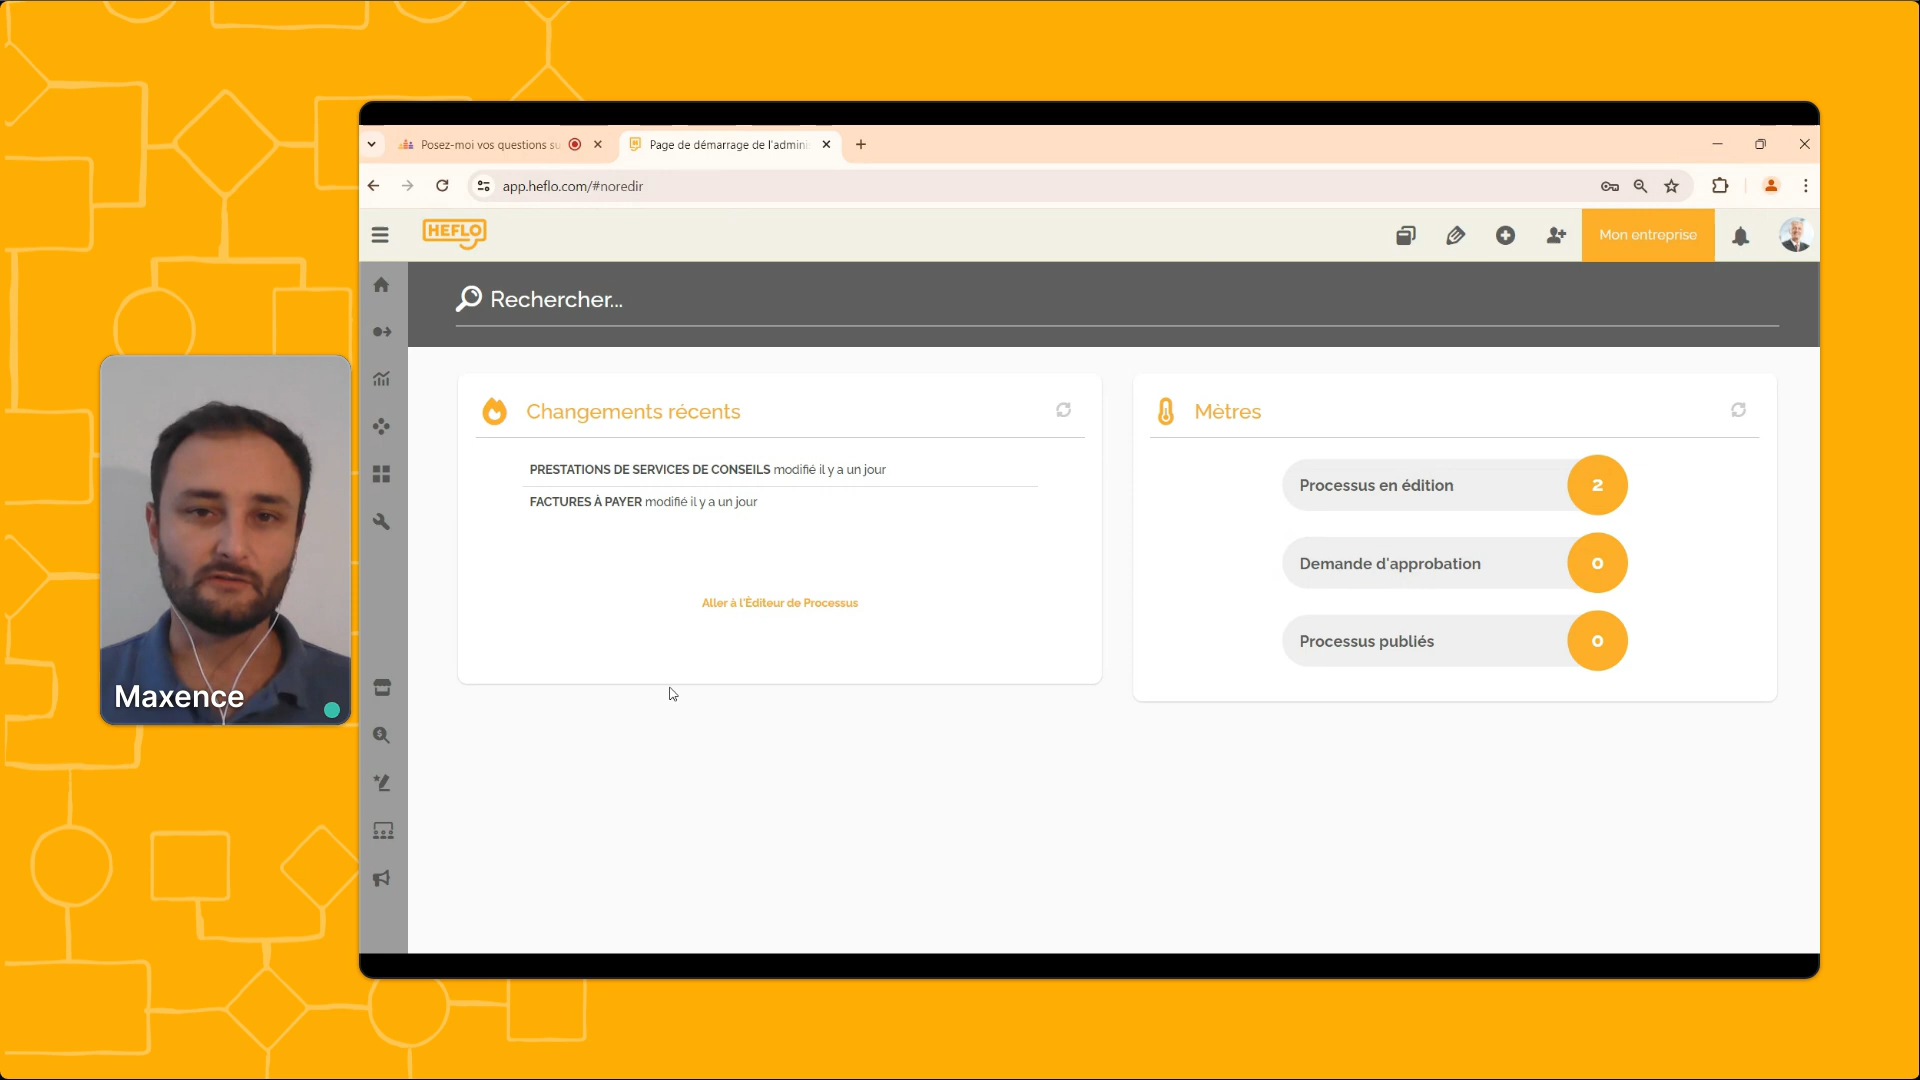 Posez-moi vos questions su
Page de démarrage de l'admini
app.heflo.com/#noredir
HEFLO
Mon entreprise
Rechercher...
Changements récents
PRESTATIONS DE SERVICES DE CONSEILS modifié il y a un jour
FACTURES À PAYER modifié il y a un jour
Aller à l'Éditeur de Processus
Mètres
Processus en édition 2
Demande d'approbation 0
Processus publiés 0
Maxence